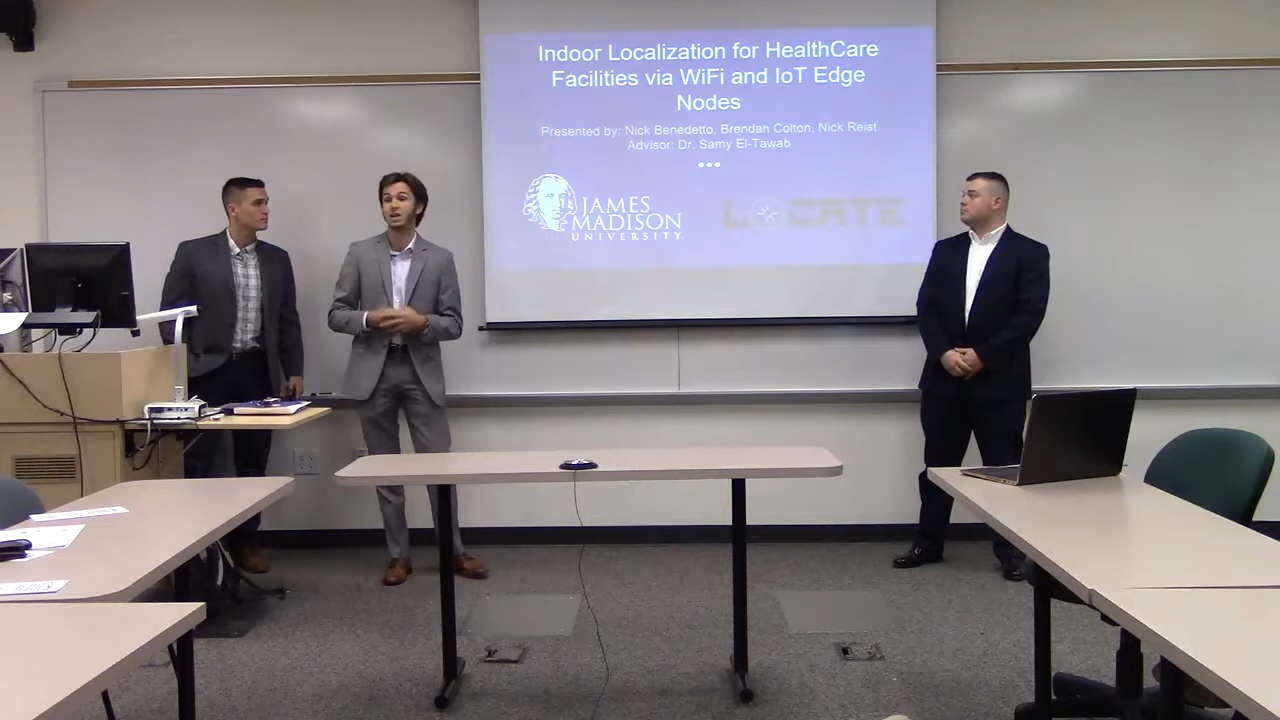 Indoor Localization for HealthCare
Facilities via WiFi and IoT Edge
Nodes
Presented by: Nick Benedetto, Brendan Colton, Nick Reist
Advisor: Dr. Samy El-Tawab
JAMES
MADISON
UNIVERSITY.
LOCATE